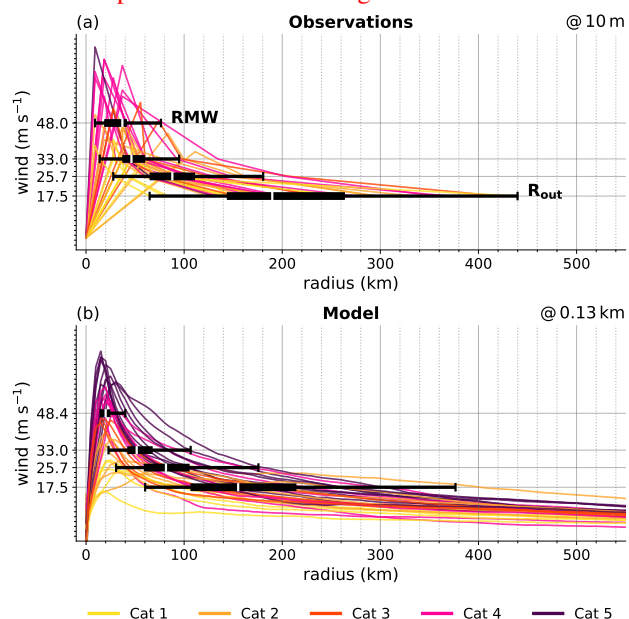 (a) Observations @ 10 m
48.0 RMW
33.0
25.7
17.5 R_out
wind (m s⁻¹)
0 100 200 300 400 500
radius (km)
(b) Model @ 0.13 km
48.4
33.0
25.7
17.5
wind (m s⁻¹)
0 100 200 300 400 500
radius (km)
Cat 1 Cat 2 Cat 3 Cat 4 Cat 5